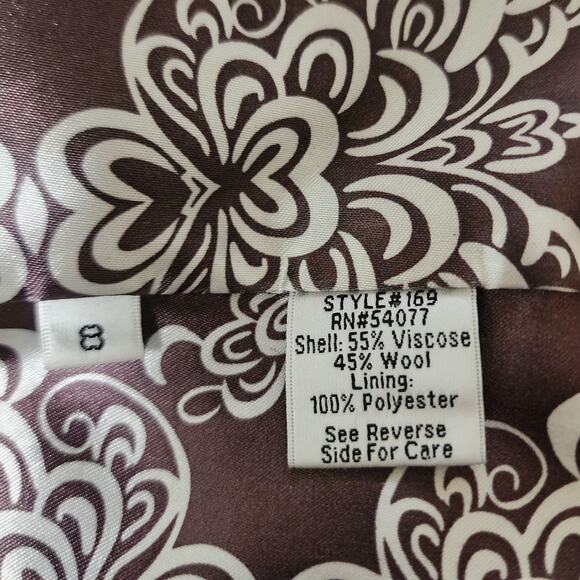 8
STYLE#169
RN#54077
Shell: 55% Viscose
45% Wool
Lining:
100% Polyester
See Reverse
Side For Care